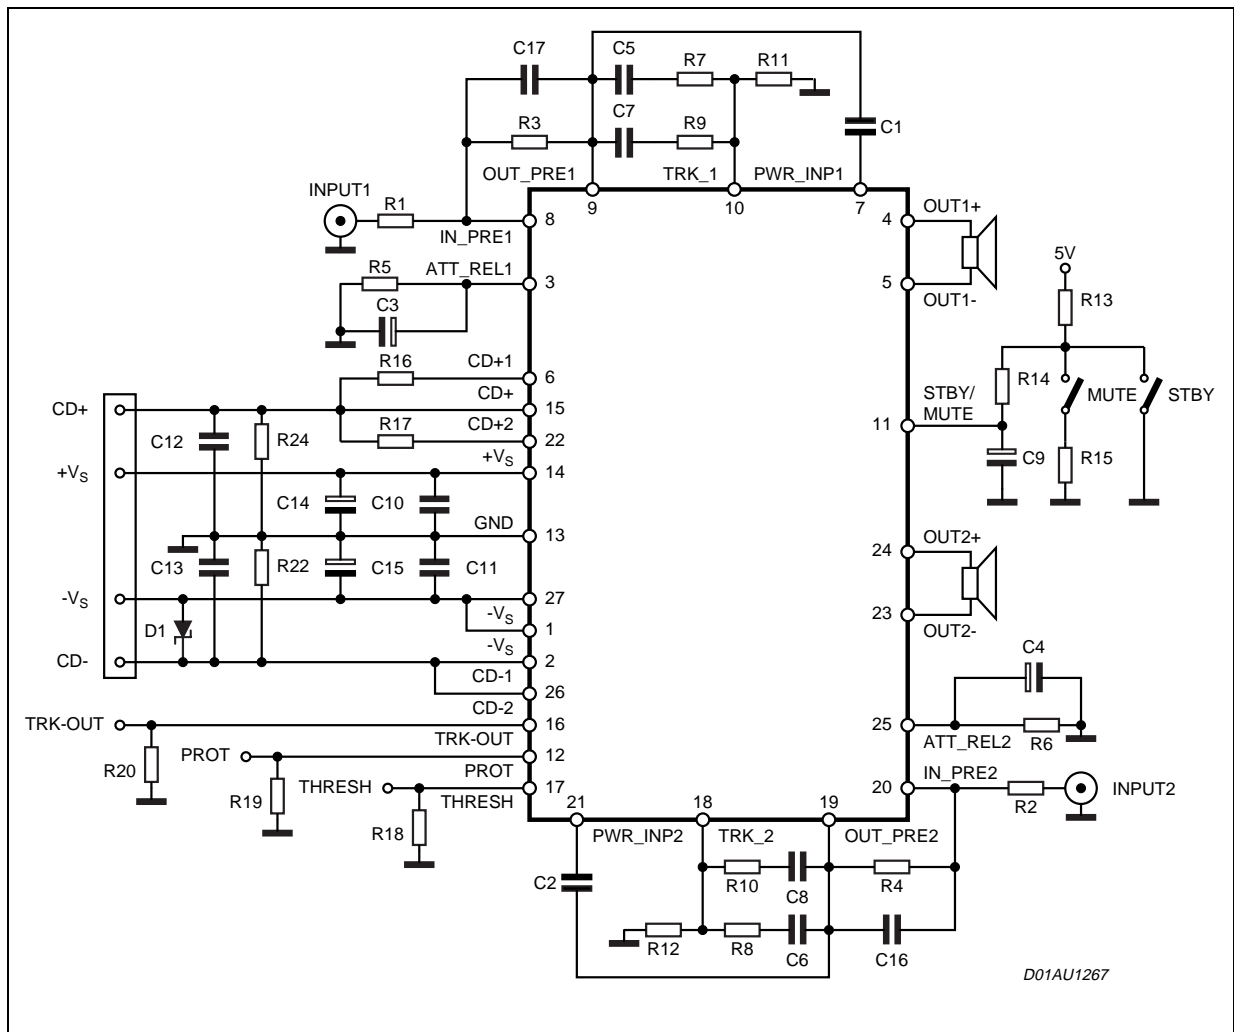 C17 C5 R7 R11
R3 C7 R9 C1
OUT_PRE1 TRK_1 PWR_INP1
9 10 7
INPUT1 R1 8 4 OUT1+
IN_PRE1
R5 ATT_REL1 3 5 OUT1-
C3
5V
R13
R16 CD+1 6
R14 MUTE STBY
CD+ CD+ 15
STBY/
MUTE
11
C12 R24 R17 CD+2 22
C9 R15
+VS +VS 14
C14 C10
GND 13
C13 R22 C15 C11
24 OUT2+
-VS 27
23 OUT2-
D1 -VS 1
-VS
CD- 2
CD-1 26
C4
CD-2
TRK-OUT 16 25
TRK-OUT ATT_REL2 R6
R20 PROT 12
PROT
IN_PRE2
R19 THRESH 17 20 R2 INPUT2
THRESH
R18 21 18 19
PWR_INP2 TRK_2 OUT_PRE2
C2 R10 C8 R4
R12 R8 C6 C16
D01AU1267